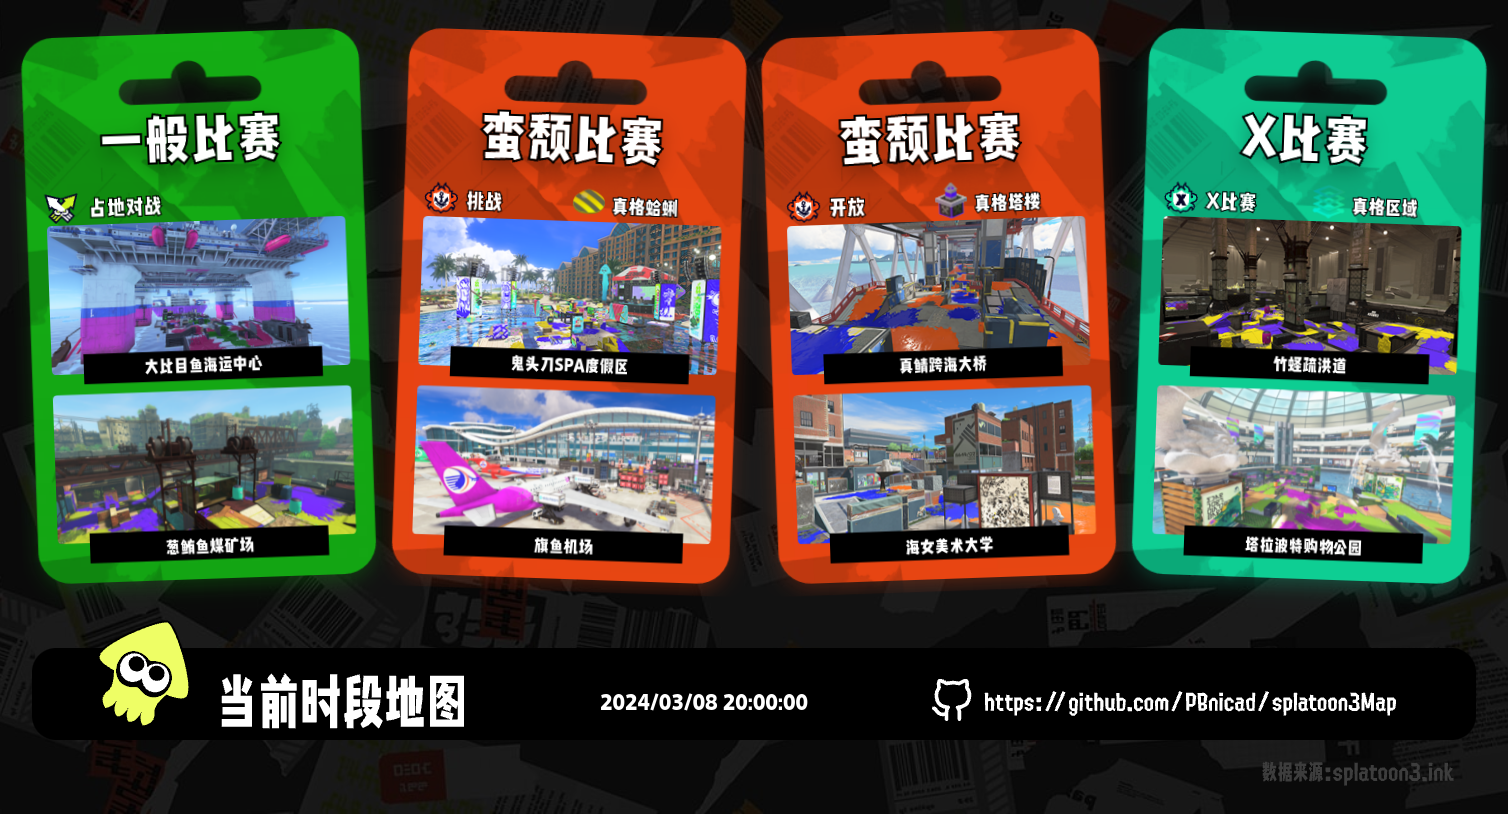 一般比赛
占地对战
大比目鱼海运中心
葱鲔鱼煤矿场
蛮颓比赛
挑战
真格蛤蜊
鬼头刀SPA度假区
旗鱼机场
蛮颓比赛
开放
真格塔楼
真鲷跨海大桥
海女美术大学
X比赛
X比赛
真格区域
竹蛏疏洪道
塔拉波特购物公园
当前时段地图
2024/03/08 20:00:00
https://github.com/PBnicad/splatoon3Map
数据来源:splatoon3.ink